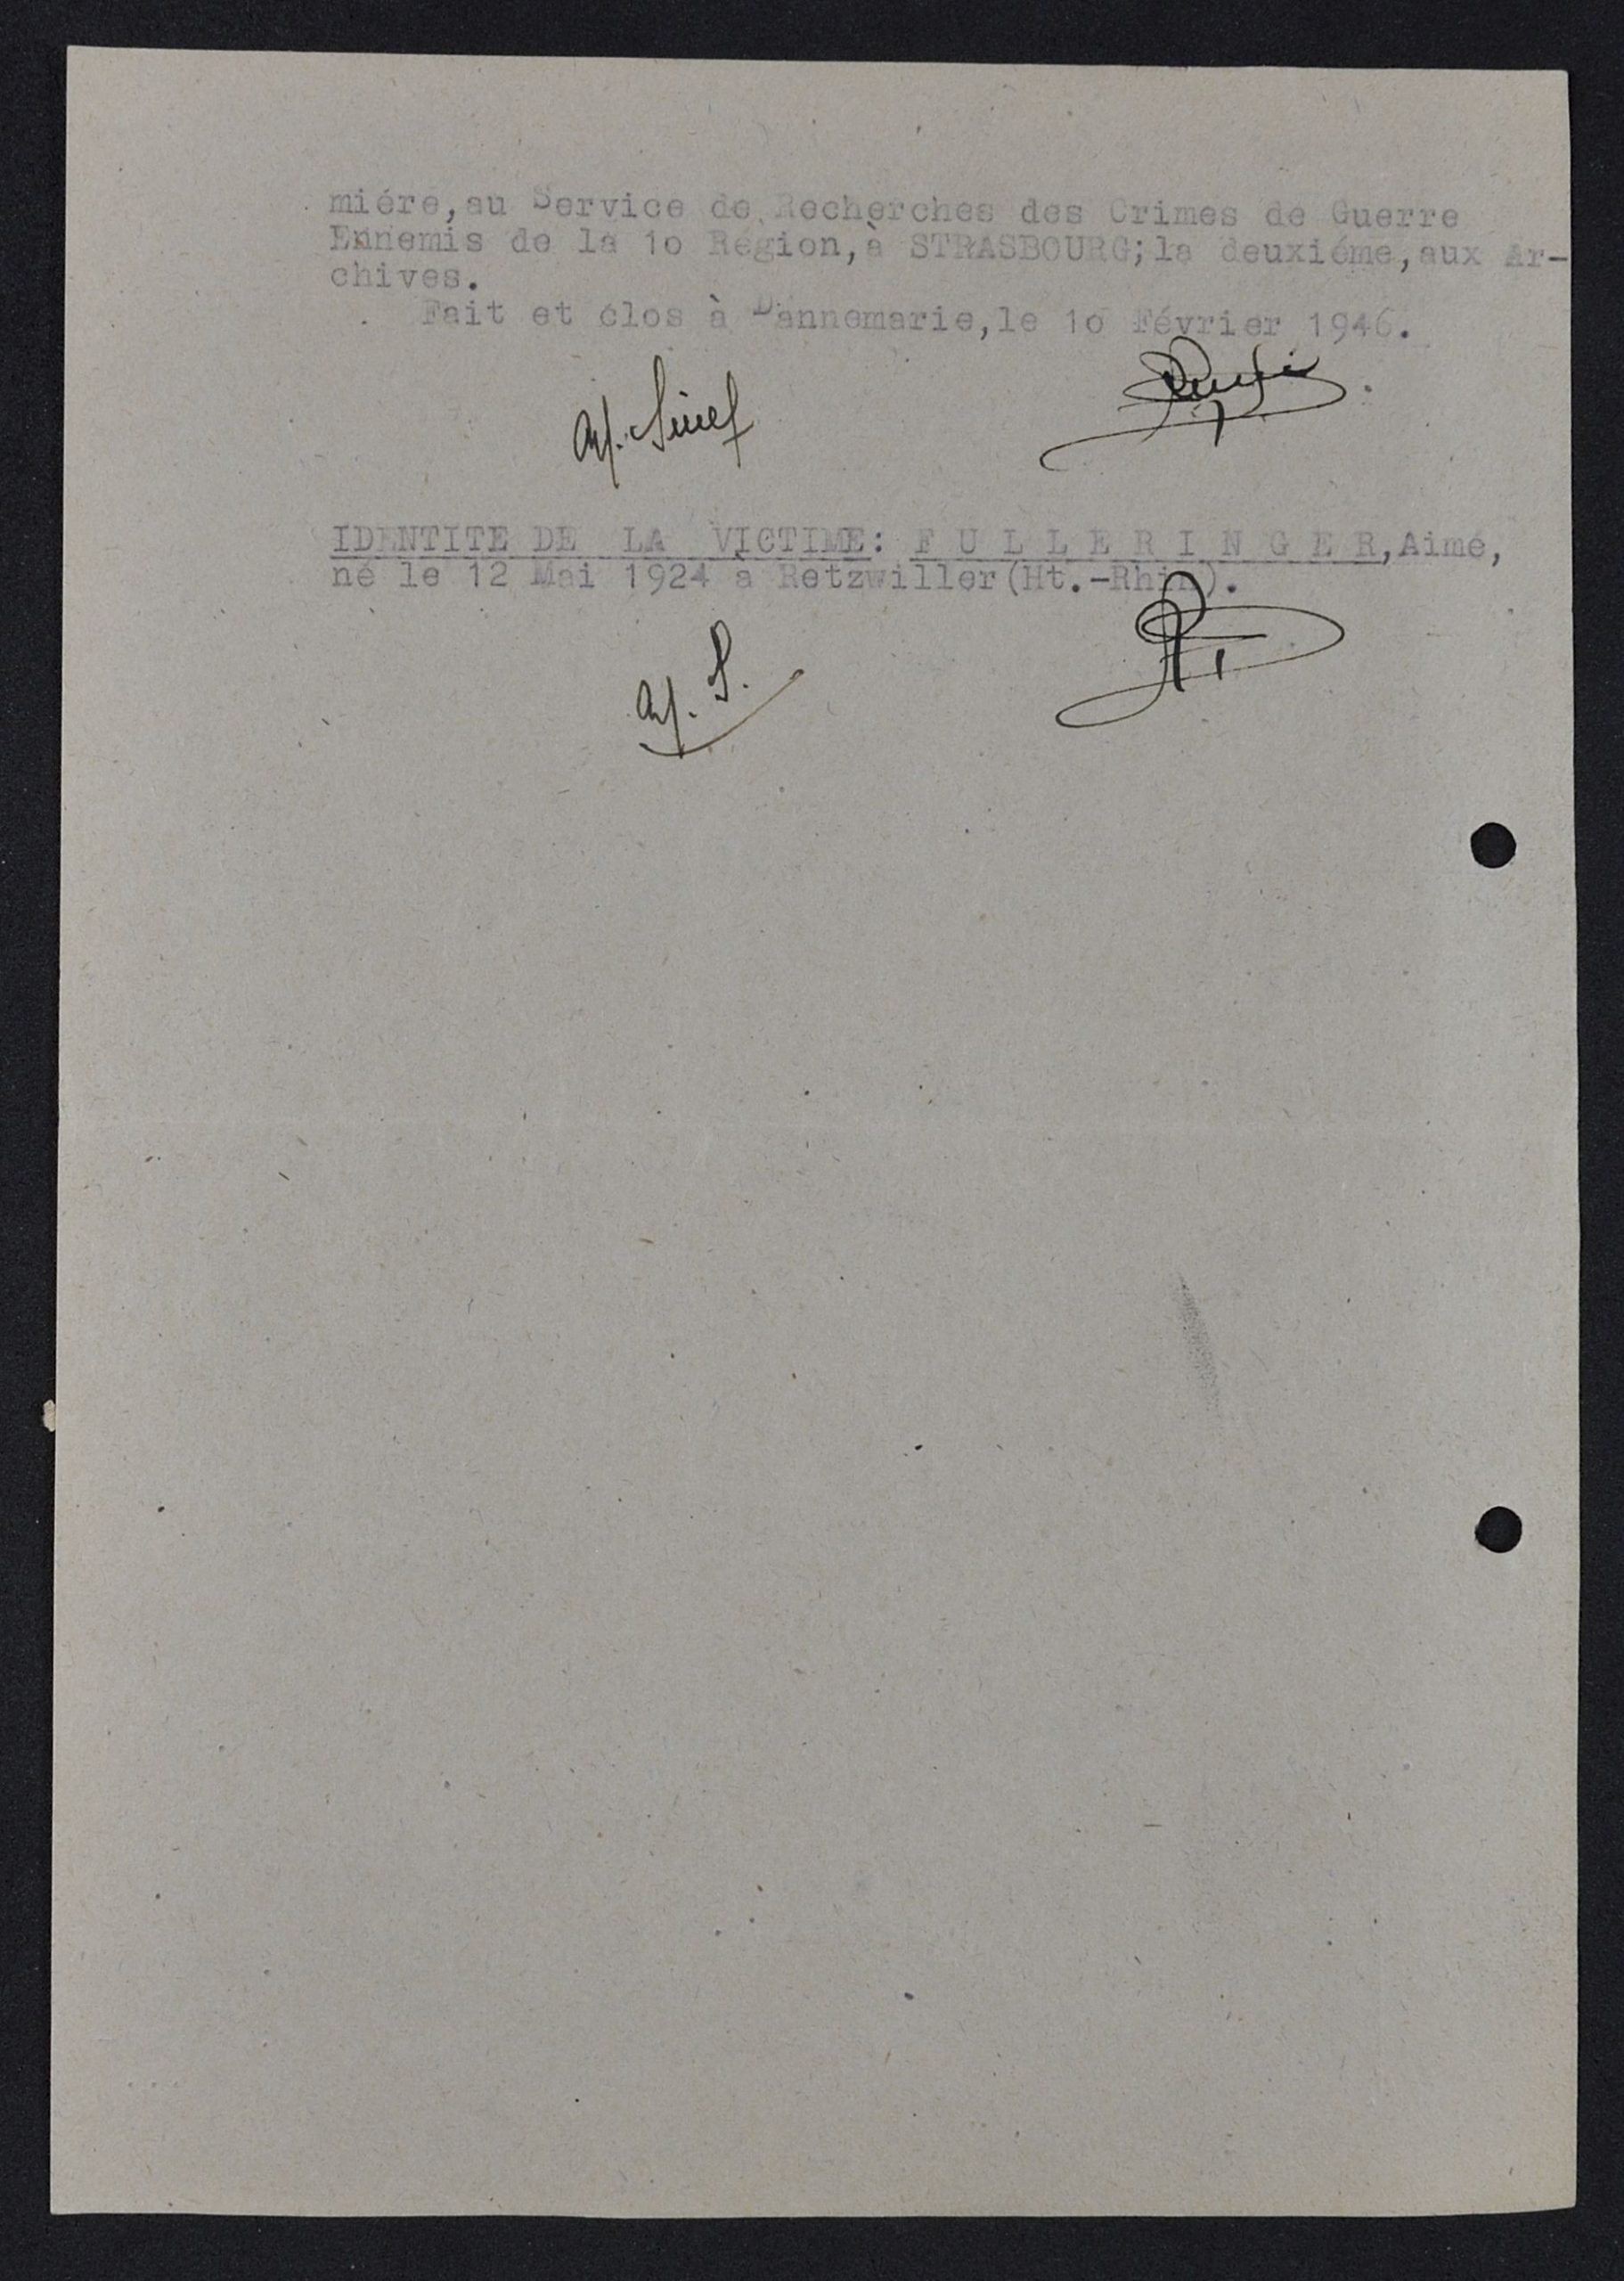 miére,au Service de Recherches des Crimes de Guerre
Ennemis de la 1o Région,à STRASBOURG;la deuxiéme,aux Ar-
chives.
Fait et clos à Dannemarie,le 1o Février 1946.
IDENTITE DE LA VICTIME: F U L L E R I N G E R,Aimé,
né le 12 Mai 1924 à Retzwiller(Ht.-Rhin).